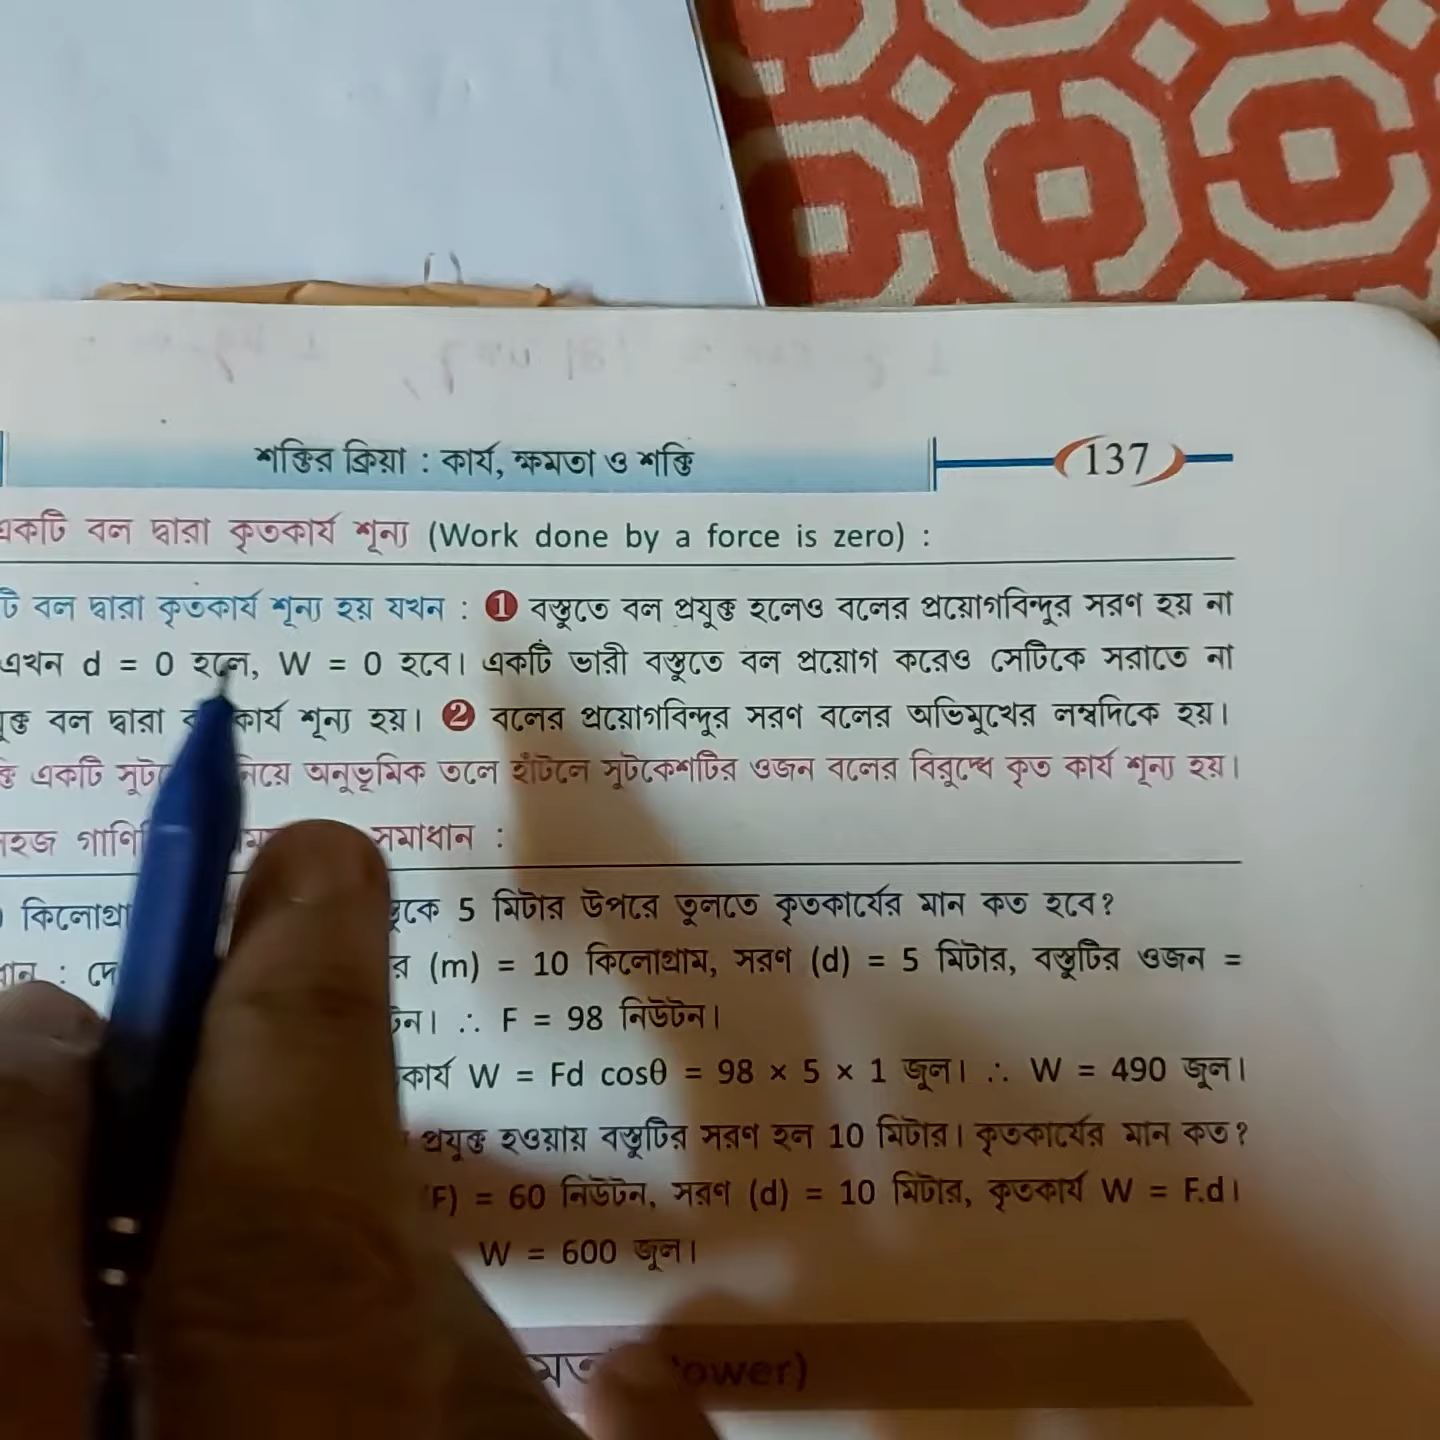 শক্তির ক্রিয়া : কার্য, ক্ষমতা ও শক্তি
137
একটি বল দ্বারা কৃতকার্য শূন্য (Work done by a force is zero) :
টি বল দ্বারা কৃতকার্য শূন্য হয় যখন : 1 বস্তুতে বল প্রযুক্ত হলেও বলের প্রয়োগবিন্দুর সরণ হয় না
এখন d = 0 হলে, W = 0 হবে। একটি ভারী বস্তুতে বল প্রয়োগ করেও সেটিকে সরাতে না
বল দ্বারা কার্য শূন্য হয়। 2 বলের প্রয়োগবিন্দুর সরণ বলের অভিমুখের লম্বদিকে হয়।
একটি নিয়ে অনুভূমিক তলে হাঁটলে সুটকেশটির ওজন বলের বিরুদ্ধে কৃত কার্য শূন্য হয়।
সমাধান :
5 মিটার উপরে তুলতে কৃতকার্যের মান কত হবে?
(m) = 10 কিলোগ্রাম, সরণ (d) = 5 মিটার, বস্তুটির ওজন =
∴ F = 98 নিউটন।
কার্য W = Fd cosθ = 98 × 5 × 1 জুল। ∴ W = 490 জুল।
প্রযুক্ত হওয়ায় বস্তুটির সরণ হল 10 মিটার। কৃতকার্যের মান কত?
(F) = 60 নিউটন, সরণ (d) = 10 মিটার, কৃতকার্য W = F.d।
W = 600 জুল।